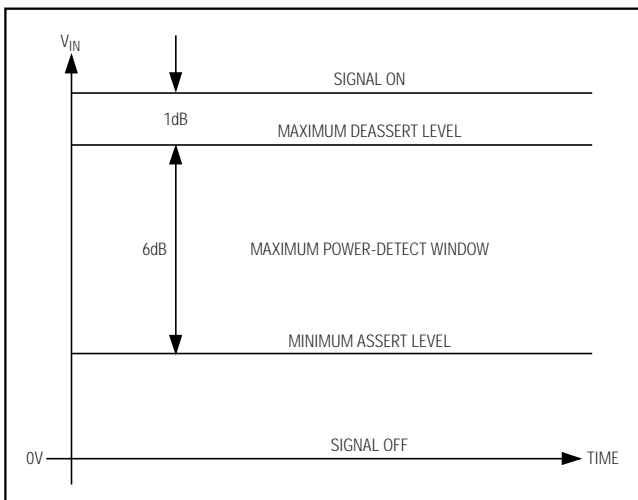 VIN
SIGNAL ON
1dB
MAXIMUM DEASSERT LEVEL
6dB
MAXIMUM POWER-DETECT WINDOW
MINIMUM ASSERT LEVEL
0V
SIGNAL OFF
TIME